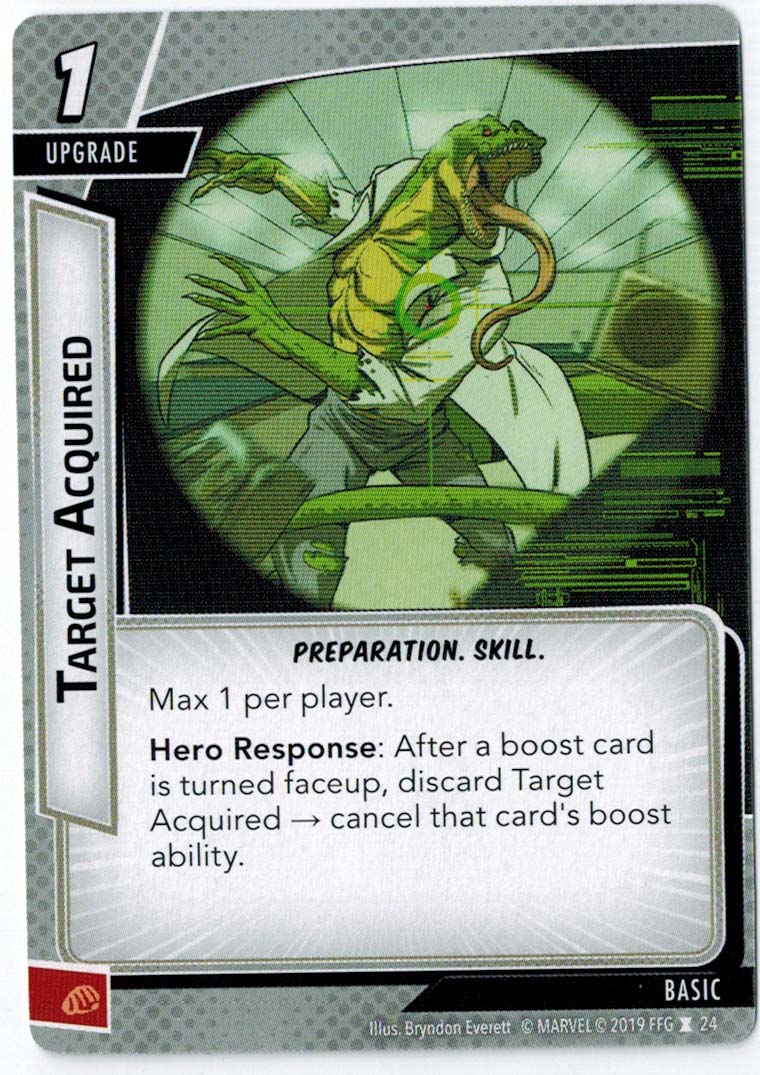 1
UPGRADE
TARGET ACQUIRED
PREPARATION. SKILL.
Max 1 per player.
Hero Response: After a boost card
is turned faceup, discard Target
Acquired → cancel that card's boost
ability.
BASIC
Illus. Bryndon Everett © MARVEL © 2019 FFG 24